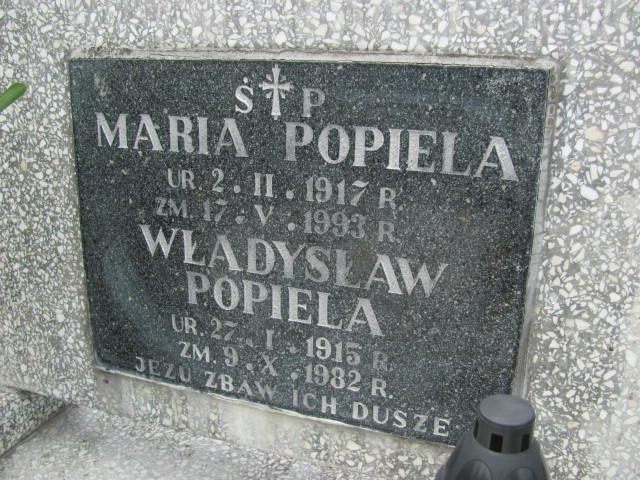 Ś P
MARIA POPIELA
UR. 2. II. 1917 R.
ZM. 17. V. 1993 R.
WŁADYSŁAW
POPIELA
UR. 27. I. 1915 R.
ZM. 9. X. 1982 R.
JEZU ZBAW ICH DUSZE